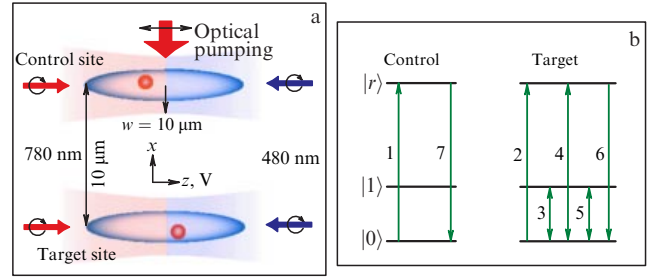 a
Optical
pumping
Control site
w = 10 μm
780 nm
10 μm
x
z, V
480 nm
Target site
b
Control
Target
|r⟩
1
7
2
4
6
|1⟩
3
5
|0⟩